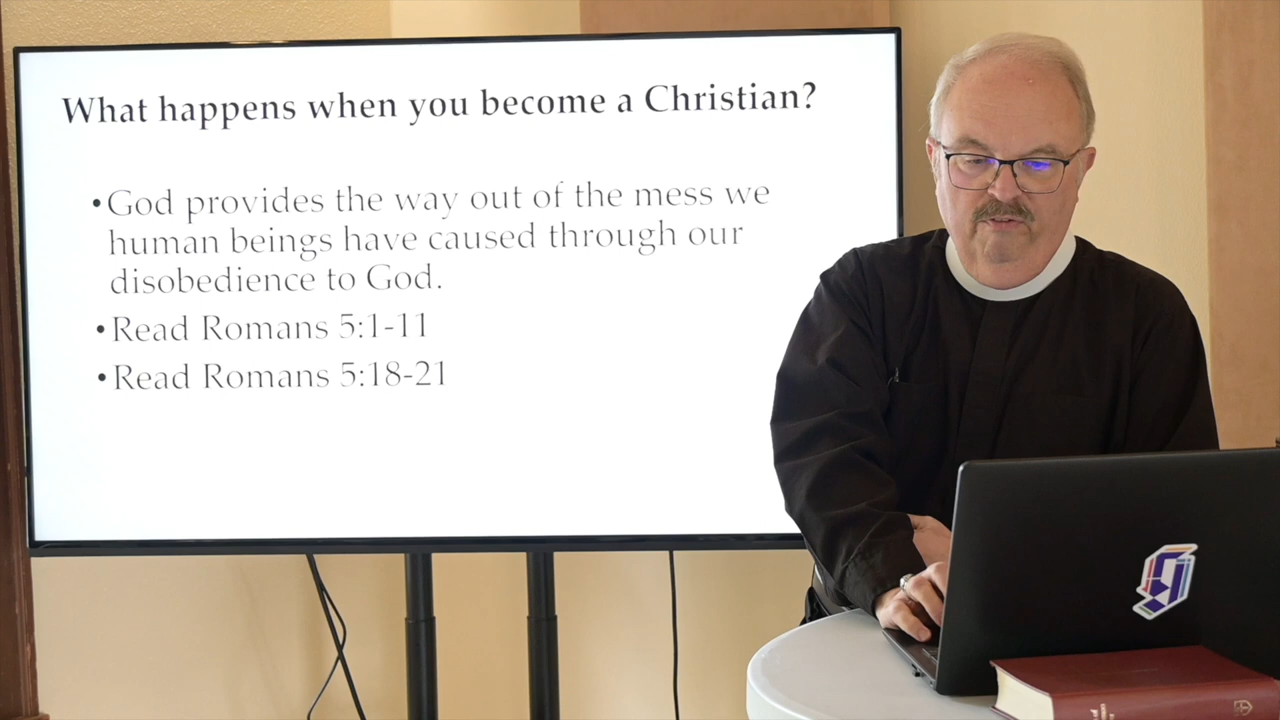 What happens when you become a Christian?
•God provides the way out of the mess we
human beings have caused through our
disobedience to God.
•Read Romans 5:1-11
•Read Romans 5:18-21